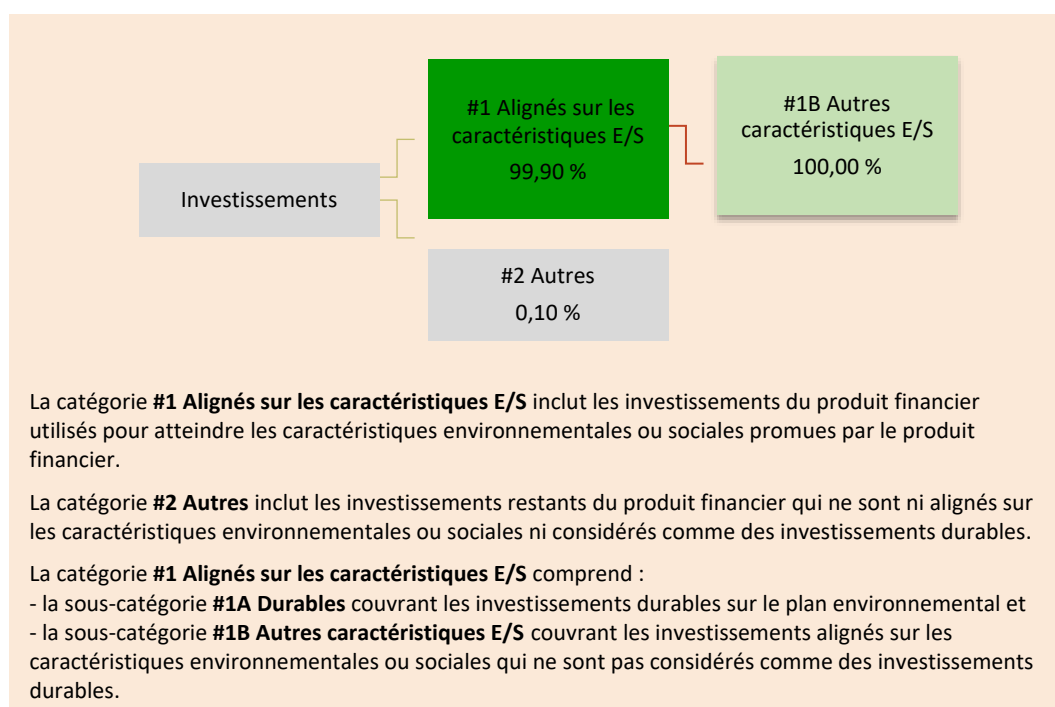 #1 Alignés sur les
caractéristiques E/S
99,90 %
#1B Autres
caractéristiques E/S
100,00 %
Investissements
#2 Autres
0,10 %
La catégorie #1 Alignés sur les caractéristiques E/S inclut les investissements du produit financier
utilisés pour atteindre les caractéristiques environnementales ou sociales promues par le produit
financier.
La catégorie #2 Autres inclut les investissements restants du produit financier qui ne sont ni alignés sur
les caractéristiques environnementales ou sociales ni considérés comme des investissements durables.
La catégorie #1 Alignés sur les caractéristiques E/S comprend :
- la sous-catégorie #1A Durables couvrant les investissements durables sur le plan environnemental et
- la sous-catégorie #1B Autres caractéristiques E/S couvrant les investissements alignés sur les
caractéristiques environnementales ou sociales qui ne sont pas considérés comme des investissements
durables.